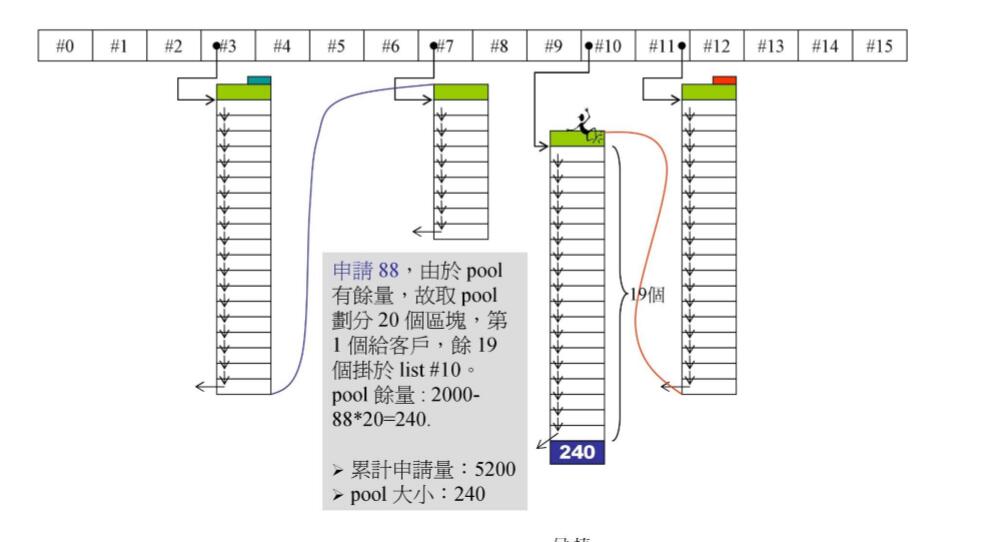 #0 #1 #2 #3 #4 #5 #6 #7 #8 #9 #10 #11 #12 #13 #14 #15
申請 88，由於 pool
有餘量，故取 pool
劃分 20 個區塊，第
1 個給客戶，餘 19
個掛於 list #10。
pool 餘量 : 2000-
88*20=240.
➢ 累計申請量：5200
➢ pool 大小：240
19個
240